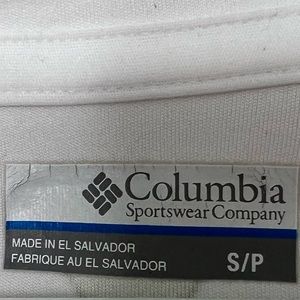 Columbia
Sportswear Company
MADE IN EL SALVADOR
FABRIQUE AU EL SALVADOR
S/P